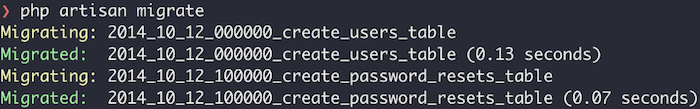 ❯ php artisan migrate
Migrating: 2014_10_12_000000_create_users_table
Migrated:  2014_10_12_000000_create_users_table (0.13 seconds)
Migrating: 2014_10_12_100000_create_password_resets_table
Migrated:  2014_10_12_100000_create_password_resets_table (0.07 seconds)